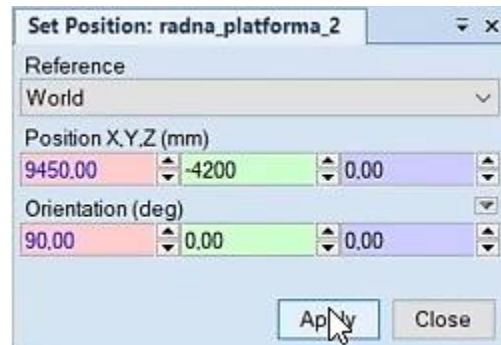 Set Position: radna_platforma_2
Reference
World
Position X,Y,Z (mm)
9450,00 -4200 0,00
Orientation (deg)
90,00 0,00 0,00
Apply Close